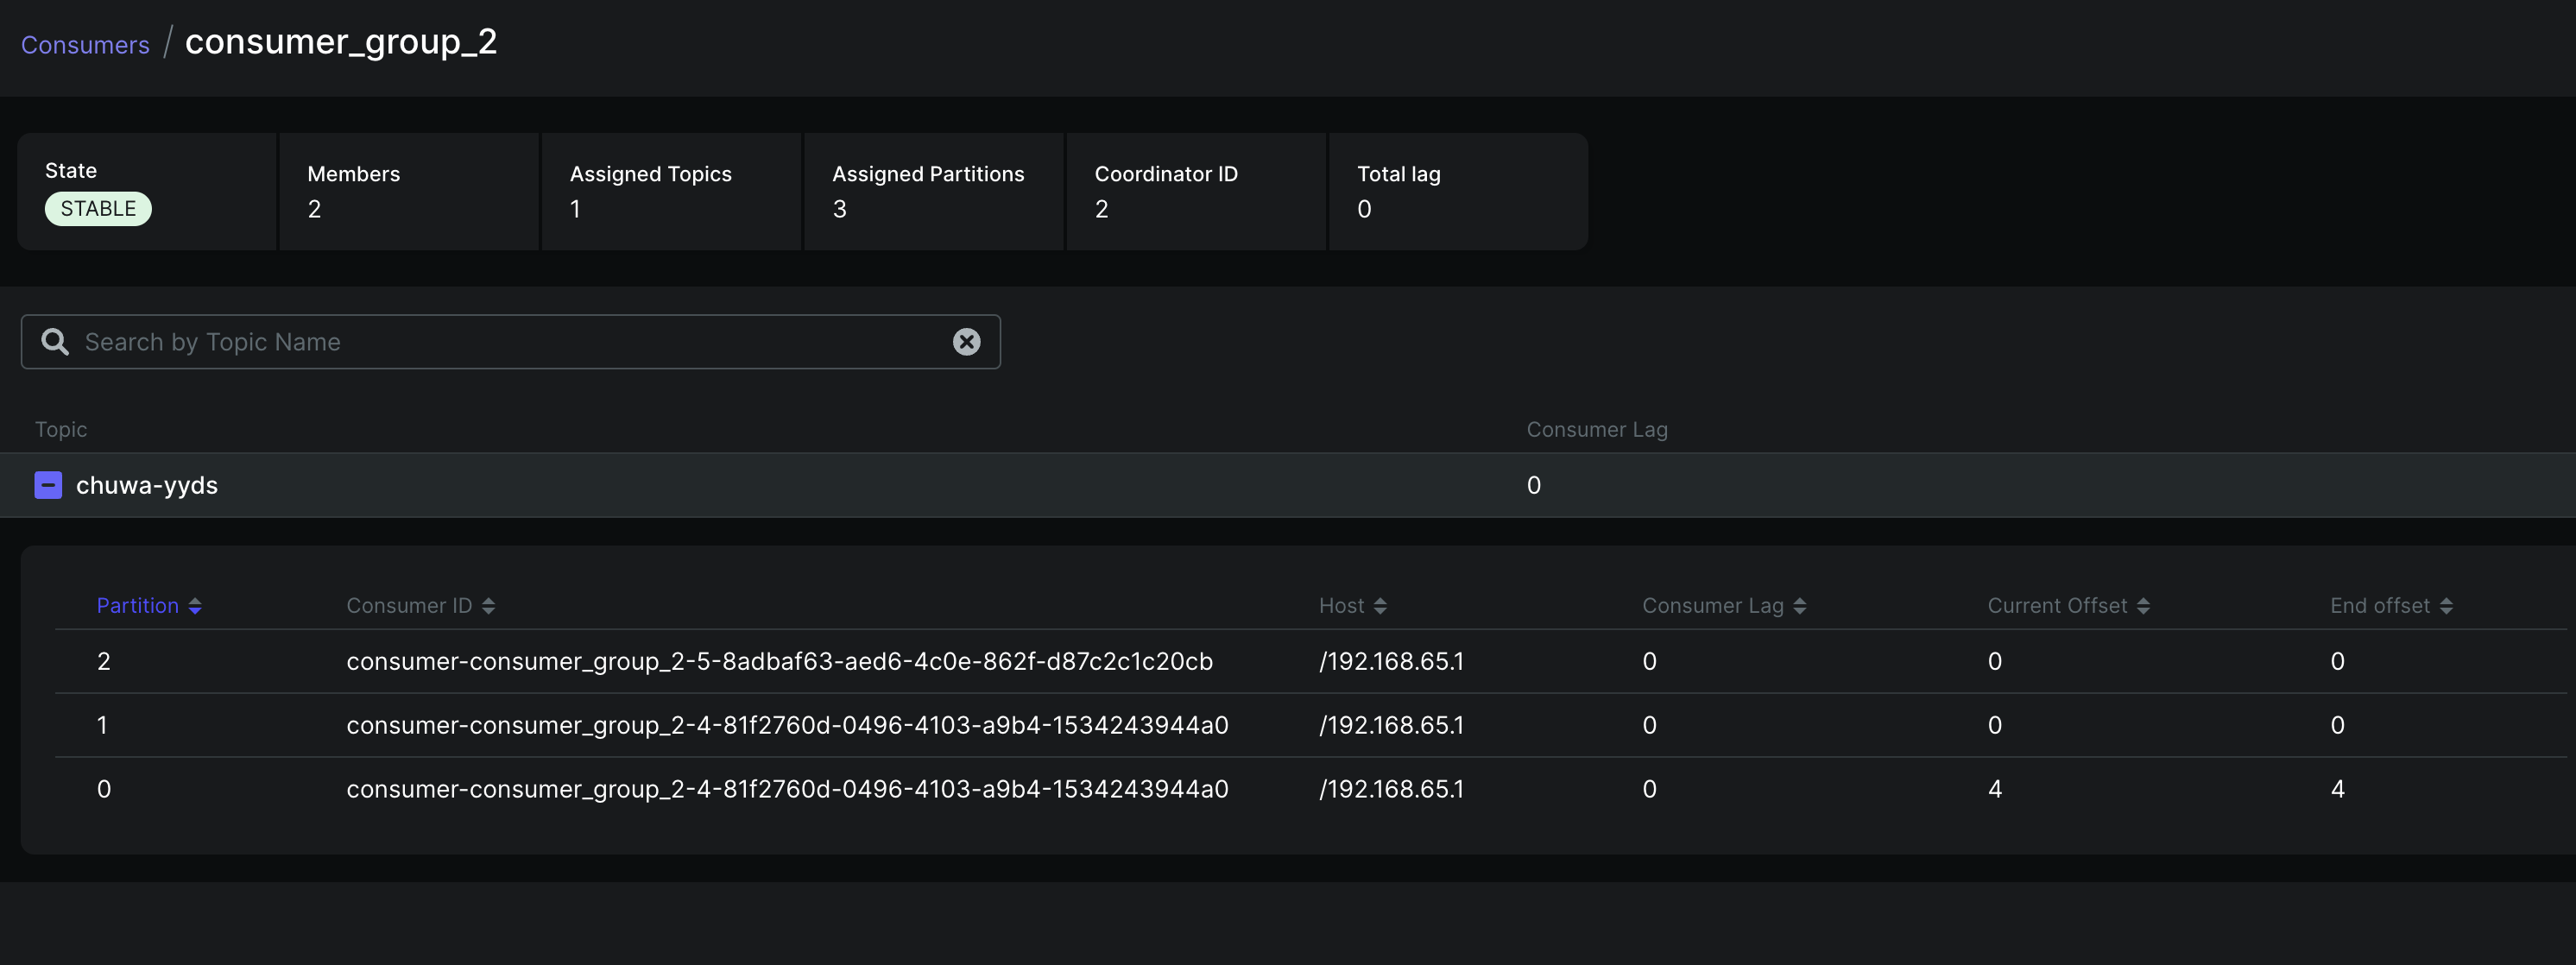 Consumers / consumer_group_2
State Members Assigned Topics Assigned Partitions Coordinator ID Total lag
STABLE 2 1 3 2 0
Search by Topic Name
Topic Consumer Lag
chuwa-yyds 0
Partition Consumer ID Host Consumer Lag Current Offset End offset
2 consumer-consumer_group_2-5-8adbaf63-aed6-4c0e-862f-d87c2c1c20cb /192.168.65.1 0 0 0
1 consumer-consumer_group_2-4-81f2760d-0496-4103-a9b4-1534243944a0 /192.168.65.1 0 0 0
0 consumer-consumer_group_2-4-81f2760d-0496-4103-a9b4-1534243944a0 /192.168.65.1 0 4 4